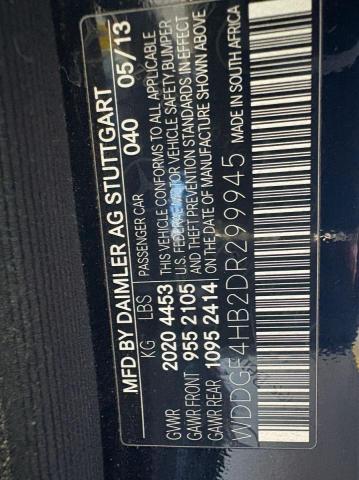 MFD BY DAIMLER AG STUTTGART
040 05/13
KG LBS PASSENGER CAR
GVWR 2020 4453 THIS VEHICLE CONFORMS TO ALL APPLICABLE
GAWR FRONT 955 2105 U.S. FEDERAL MOTOR VEHICLE SAFETY, BUMPER
GAWR REAR 1095 2414 AND THEFT PREVENTION STANDARDS IN EFFECT
ON THE DATE OF MANUFACTURE SHOWN ABOVE
MADE IN SOUTH AFRICA
WDDGF4HB2DR299945